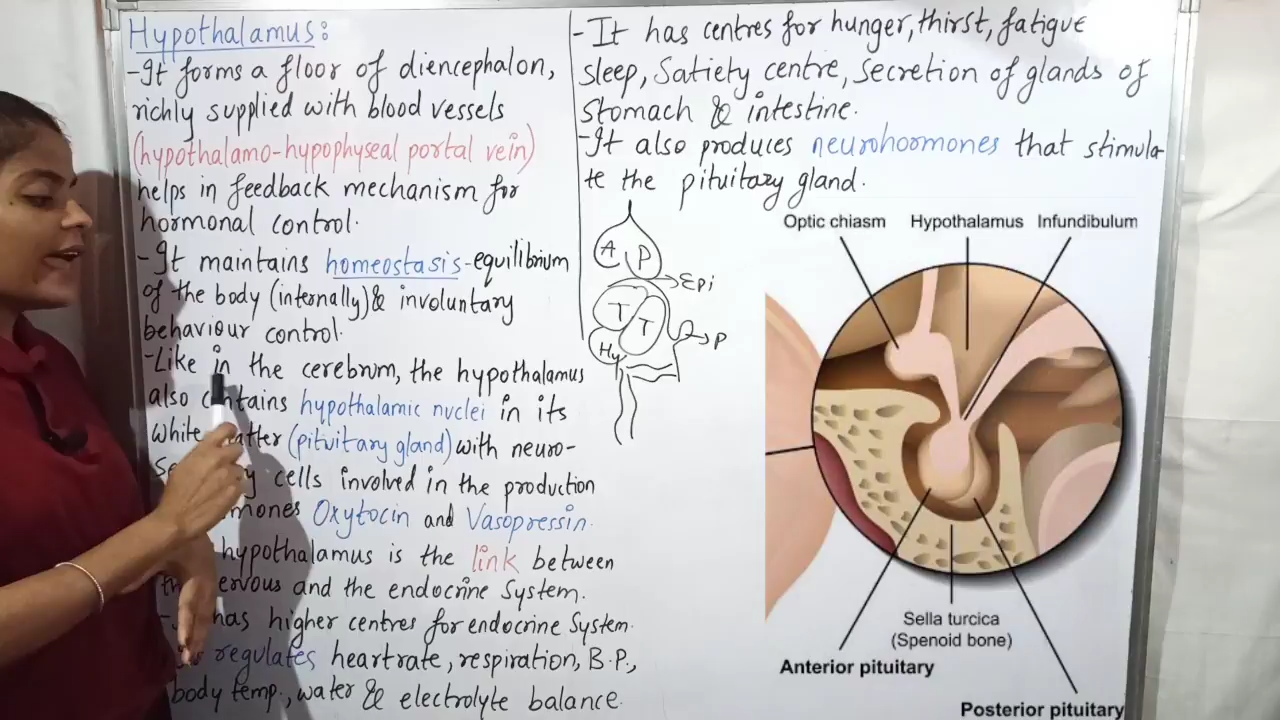 Hypothalamus:
-It forms a floor of diencephalon,
richly supplied with blood vessels
(hypothalamo-hypophyseal portal vein)
helps in feedback mechanism for
hormonal control.
-It maintains homeostasis-equilibrium
of the body (internally) & involuntary
behaviour control.
-Like in the cerebrum, the hypothalamus
also contains hypothalamic nuclei in its
white matter (pituitary gland) with neuro-
cells involved in the production
mones Oxytocin and Vasopressin.
hypothalamus is the link between
ervous and the endocrine System.
has higher centres for endocrine System.
regulates heartrate, respiration, B.P.,
body temp., water & electrolyte balance.
-It has centres for hunger, thirst, fatigue
sleep, Satiety centre, Secretion of glands of
Stomach & intestine.
-It also produces neurohormones that stimula-
te the pituitary gland.
A P
Epi
T T
P
Hy
Optic chiasm Hypothalamus Infundibulum
Sella turcica
(Spenoid bone)
Anterior pituitary
Posterior pituitary